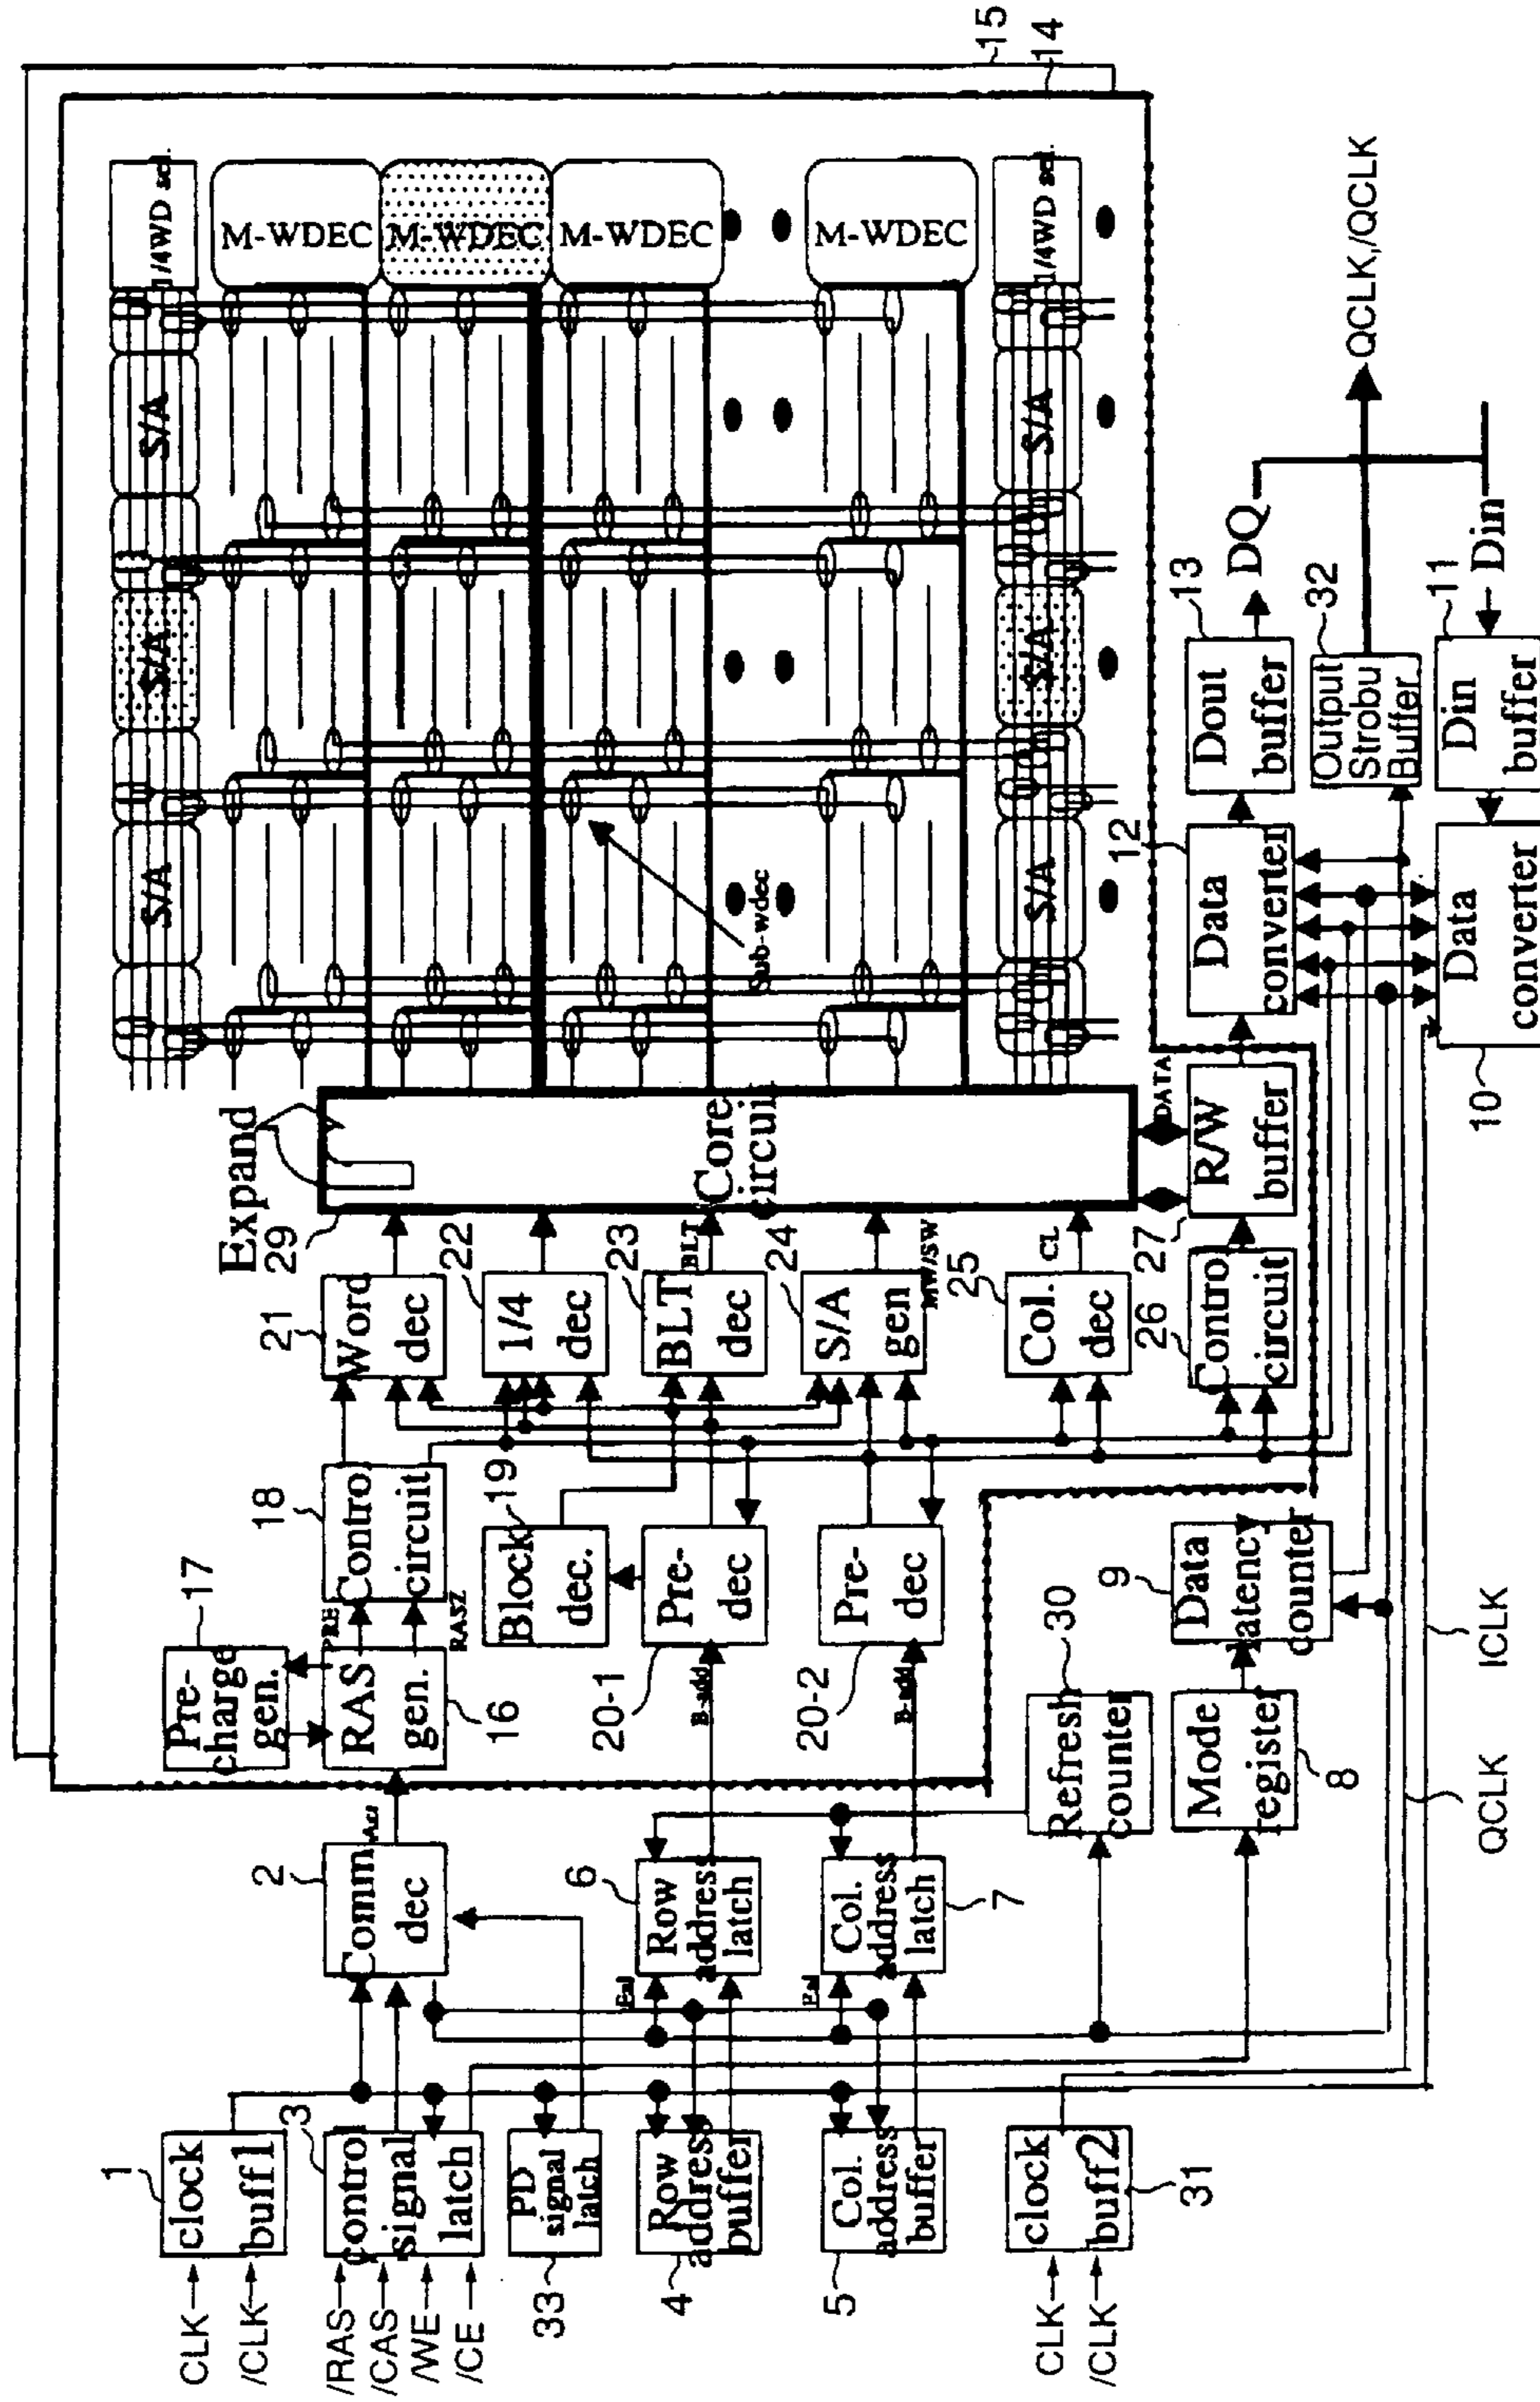 CLK
/CLK
1
clock
buff1
/RAS
/CAS
/WE
/CE
3
control
signal
latch
33
PD
signal
latch
4
Row
address
buffer
5
Col.
address
buffer
CLK
/CLK
clock
buff2
31
2
Comm
dec
Act
6
Row
address
latch
Col.
address
latch
7
17
Pre-
charge
gen.
RAS
gen.
16
PRE
RASZ
18
Contro
circuit
Block
dec.
19
20-1
B-add
Pre-
dec
20-2
B-add
Pre-
dec
Refresh
counter
30
Mode
register
8
9
Data
latency
counter
QCLK
ICLK
21
Word
dec
22
1/4
dec
23
BLT
dec
BLT
24
S/A
gen
MW/SW
25
Col.
dec
CL
26
Contro
circuit
27
R/W
buffer
DATA
Expand
29
Core
circui
Sub-wdec
S/A
S/A
S/A
1/4WD scl.
M-WDEC
M-WDEC
M-WDEC
M-WDEC
S/A
S/A
S/A
1/4WD scl.
15
14
12
Data
converter
13
Dout
buffer
DQ
32
Output
Strobu
Buffer
QCLK,/QCLK
10
Data
converter
11
Din
buffer
Din